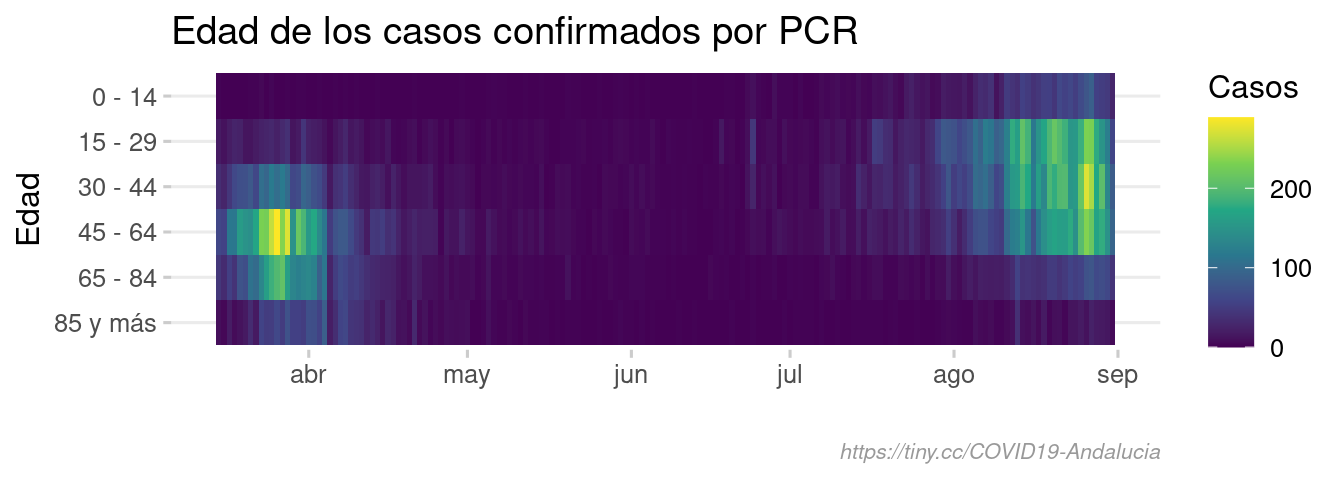 Edad de los casos confirmados por PCR
Edad
0 - 14
15 - 29
30 - 44
45 - 64
65 - 84
85 y más
abr
may
jun
jul
ago
sep
Casos
200
100
0
https://tiny.cc/COVID19-Andalucia